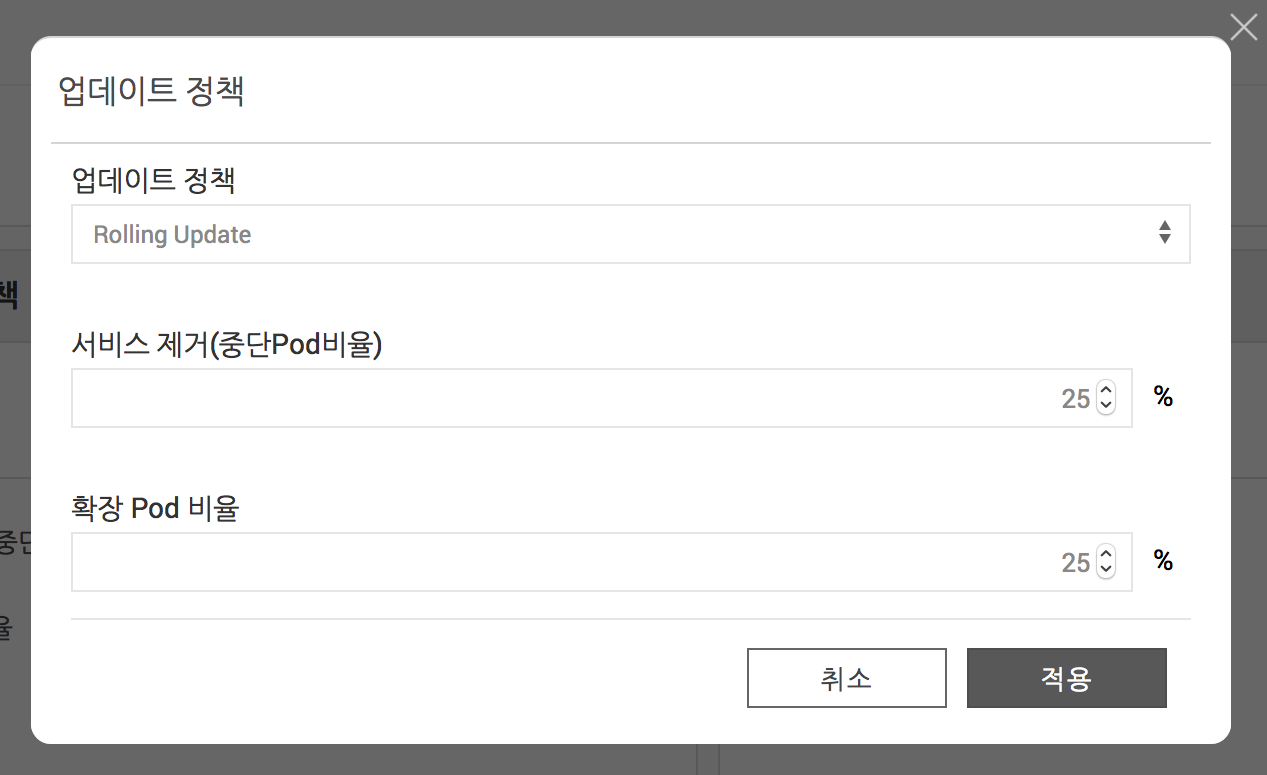 업데이트 정책
업데이트 정책
Rolling Update
책
서비스 제거(중단Pod비율)
25 %
확장 Pod 비율
중단
25 %
율
취소 적용